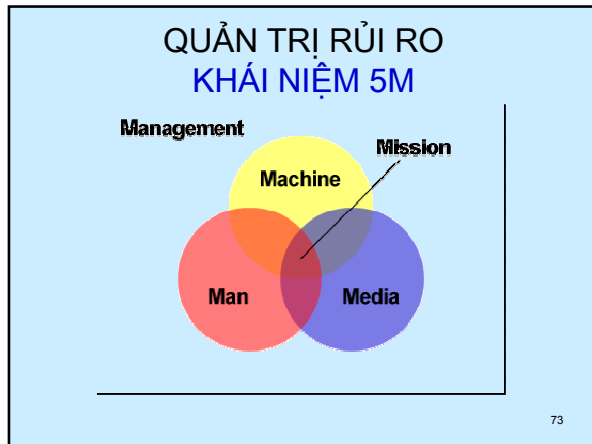 QUẢN TRỊ RỦI RO
KHÁI NIỆM 5M
Management
Mission
Machine
Man
Media
73